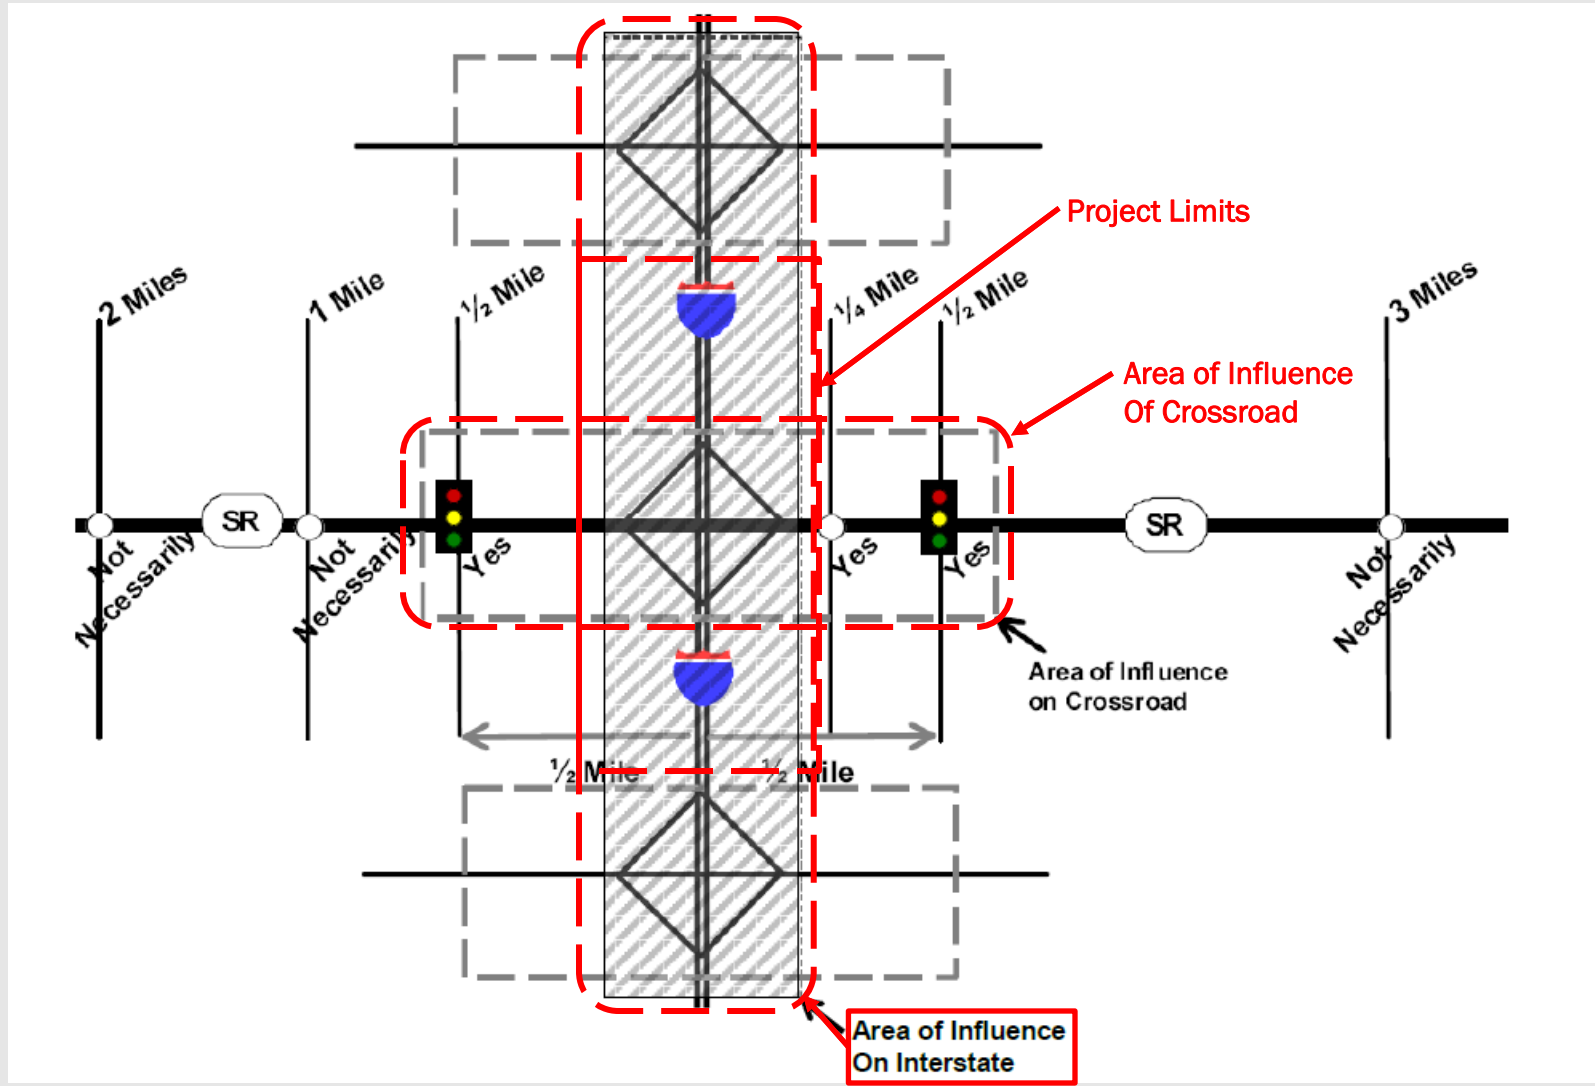 Project Limits
2 Miles
1 Mile
½ Mile
¼ Mile
½ Mile
3 Miles
Area of Influence
Of Crossroad
SR
SR
Not
Necessarily
Not
Necessarily
Yes
Yes
Yes
Not
Necessarily
Area of Influence
on Crossroad
½ Mile
½ Mile
Area of Influence
On Interstate